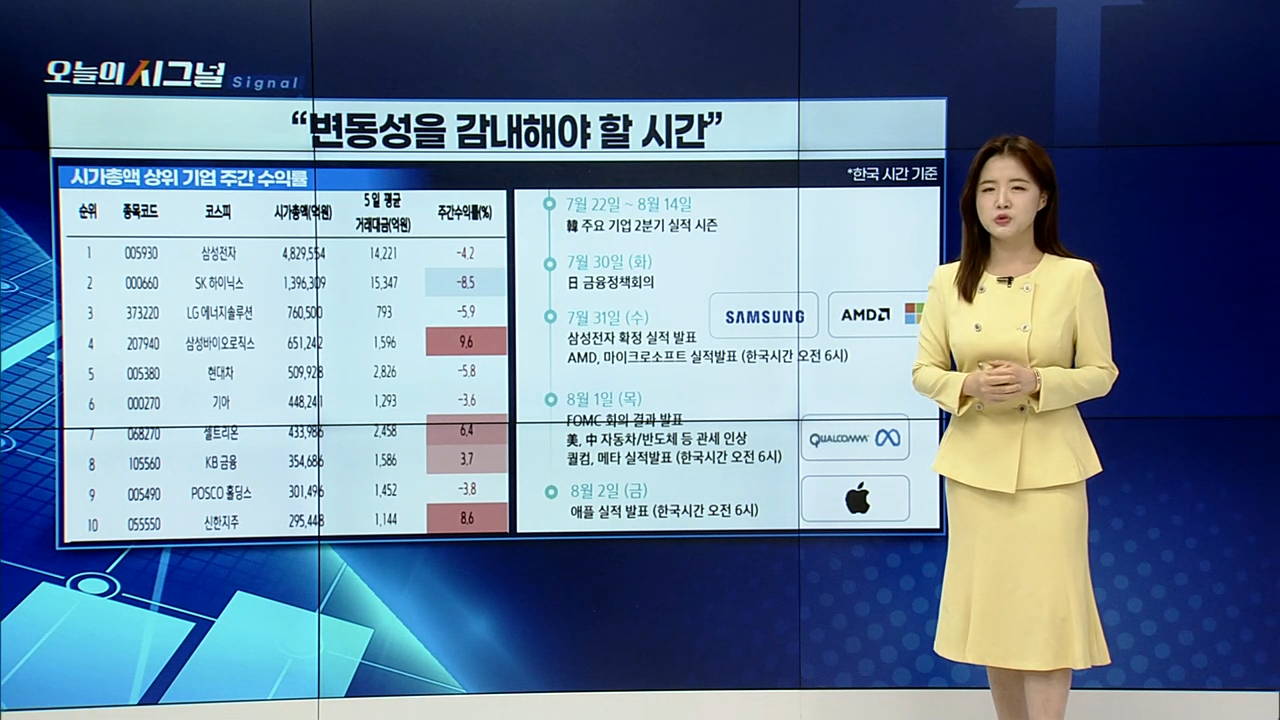 오늘의 시그널 Signal
“변동성을 감내해야 할 시간”
시가총액 상위 기업 주간 수익률
*한국 시간 기준
순위 종목코드 코스피 시가총액(억원) 5일 평균 거래대금(억원) 주간수익률(%)
1 005930 삼성전자 4,829,554 14,221 -4.2
2 000660 SK 하이닉스 1,396,309 15,347 -8.5
3 373220 LG 에너지솔루션 760,500 793 -5.9
4 207940 삼성바이오로직스 651,242 1,596 9.6
5 005380 현대차 509,928 2,826 -5.8
6 000270 기아 448,241 1,293 -3.6
7 068270 셀트리온 433,986 2,458 6.4
8 105560 KB 금융 354,686 1,586 3.7
9 005490 POSCO 홀딩스 301,496 1,452 -3.8
10 055550 신한지주 295,448 1,144 8.6
7월 22일 ~ 8월 14일
韓 주요 기업 2분기 실적 시즌
7월 30일 (화)
日 금융정책회의
7월 31일 (수)
삼성전자 확정 실적 발표
AMD, 마이크로소프트 실적발표 (한국시간 오전 6시)
SAMSUNG
AMD
8월 1일 (목)
FOMC 회의 결과 발표
美, 中 자동차/반도체 등 관세 인상
퀄컴, 메타 실적발표 (한국시간 오전 6시)
QUALCOMM
8월 2일 (금)
애플 실적 발표 (한국시간 오전 6시)